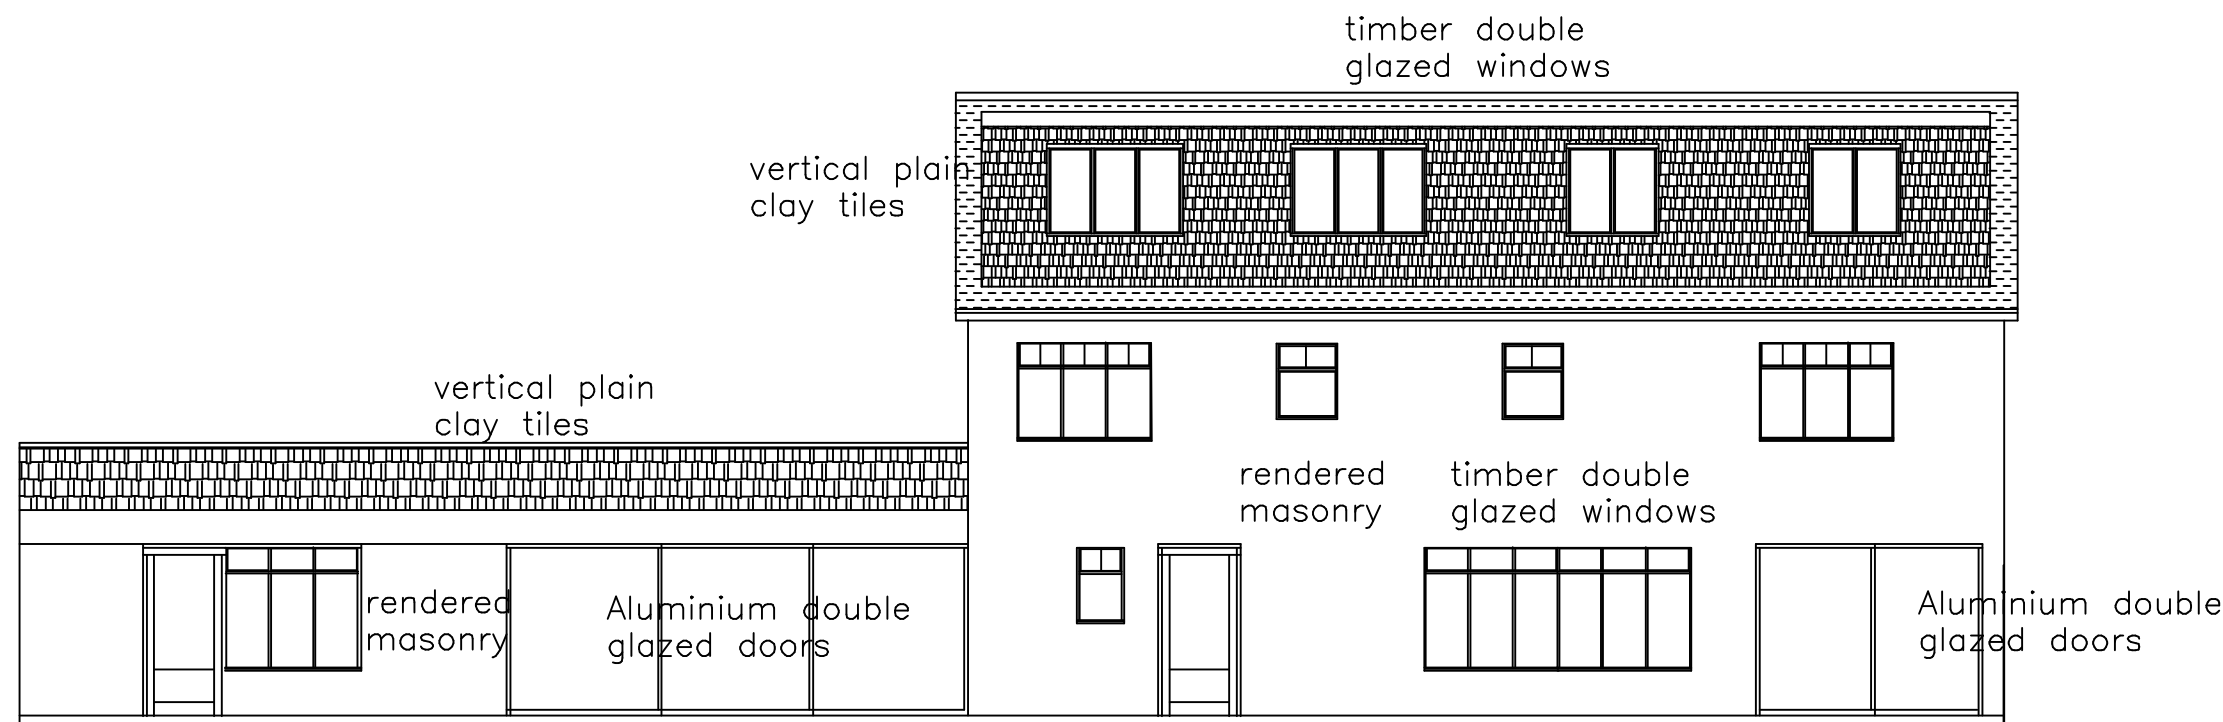 timber double
glazed windows
vertical plain
clay tiles
vertical plain
clay tiles
rendered
masonry
timber double
glazed windows
rendered
masonry
Aluminium double
glazed doors
Aluminium double
glazed doors